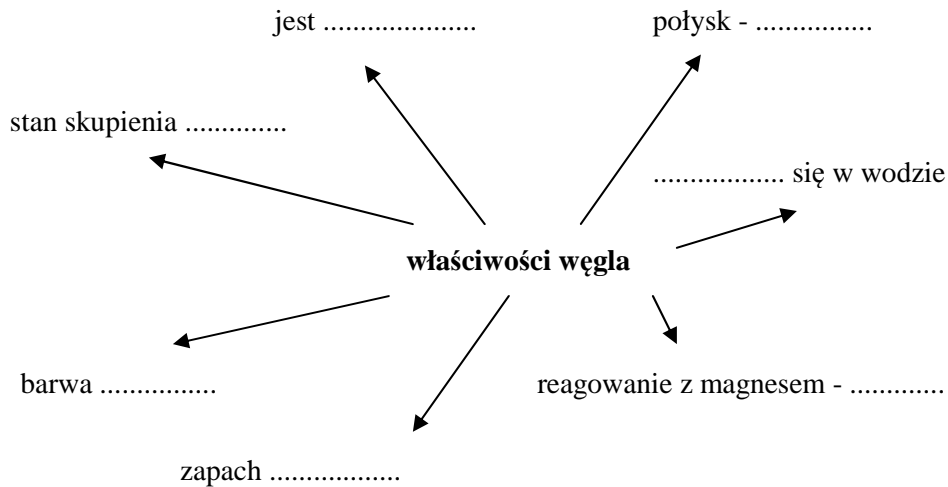 jest .....................
połysk - ................
stan skupienia ..............
.................. się w wodzie
właściwości węgla
barwa ................
reagowanie z magnesem - .............
zapach ..................